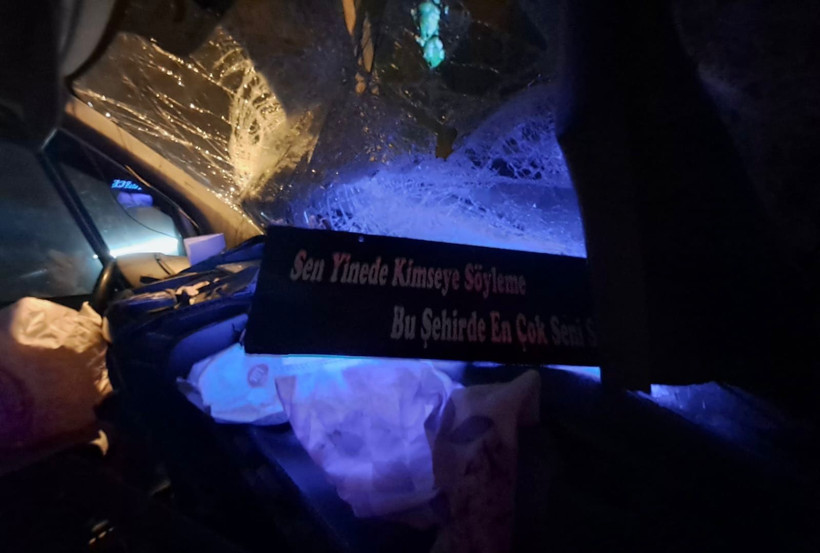 Sen Yinede Kimseye Söyleme
Bu Şehirde En Çok Seni S